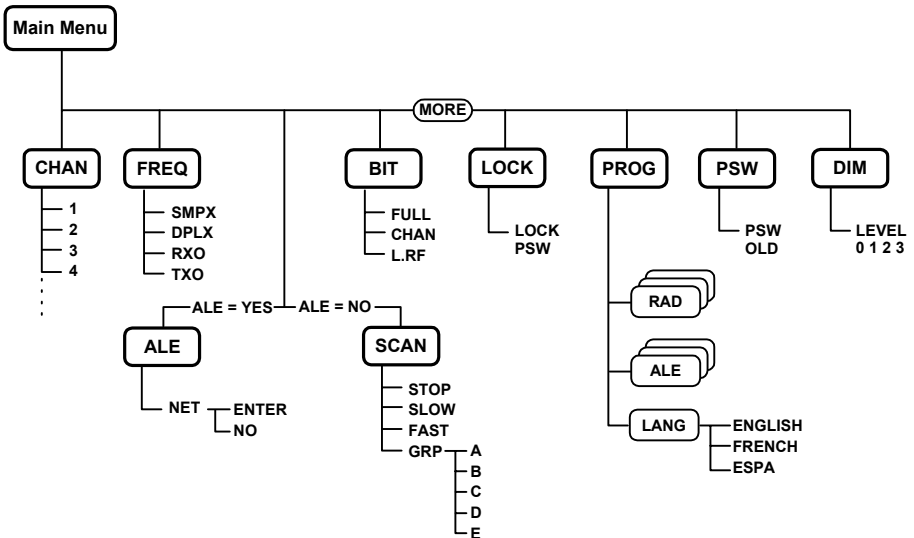 Main Menu
MORE
CHAN
1
2
3
4
FREQ
SMPX
DPLX
RXO
TXO
BIT
FULL
CHAN
L.RF
LOCK
LOCK
PSW
PROG
RAD
ALE
LANG
ENGLISH
FRENCH
ESPA
PSW
PSW
OLD
DIM
LEVEL
0 1 2 3
ALE = YES
ALE = NO
ALE
NET
ENTER
NO
SCAN
STOP
SLOW
FAST
GRP
A
B
C
D
E